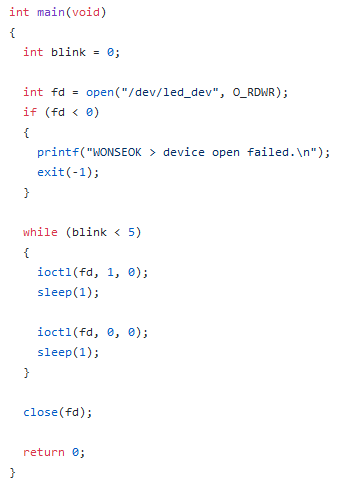 int main(void)
{
  int blink = 0;

  int fd = open("/dev/led_dev", O_RDWR);
  if (fd < 0)
  {
    printf("WONSEOK > device open failed.\n");
    exit(-1);
  }

  while (blink < 5)
  {
    ioctl(fd, 1, 0);
    sleep(1);

    ioctl(fd, 0, 0);
    sleep(1);
  }

  close(fd);

  return 0;
}